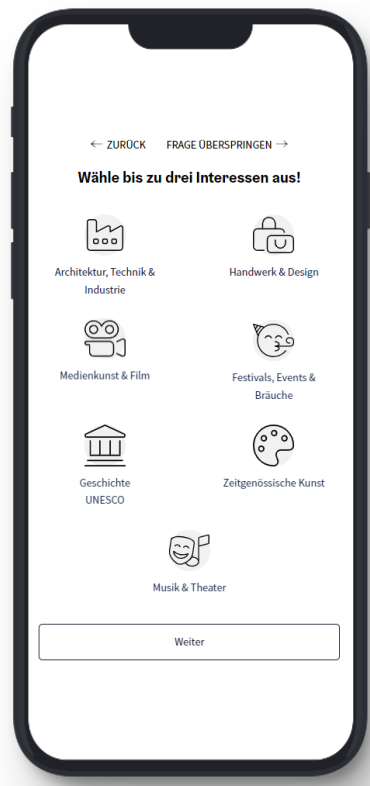 ← ZURÜCK FRAGE ÜBERSPRINGEN →
Wähle bis zu drei Interessen aus!
Architektur, Technik &
Industrie
Handwerk & Design
Medienkunst & Film
Festivals, Events &
Bräuche
Geschichte
UNESCO
Zeitgenössische Kunst
Musik & Theater
Weiter